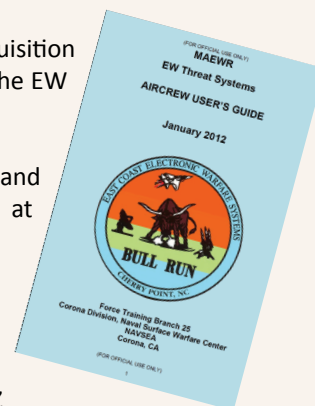 uisition
he EW
and
at
(FOR OFFICIAL USE ONLY)
MAEWR
EW Threat Systems
AIRCREW USER'S GUIDE
January 2012
EAST COAST ELECTRONIC WARFARE SYSTEMS
BULL RUN
CHERRY POINT, NC
Force Training Branch 25
Corona Division, Naval Surface Warfare Center
NAVSEA
Corona, CA
(FOR OFFICIAL USE ONLY)
1